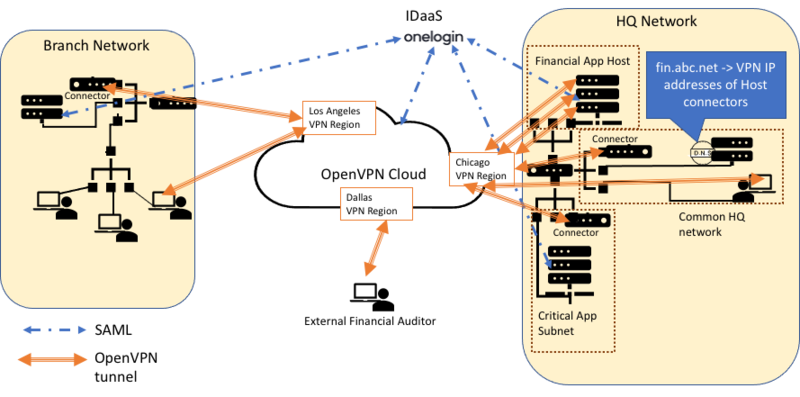 IDaaS
onelogin
Branch Network
HQ Network
Connector
Financial App Host
fin.abc.net -> VPN IP
addresses of Host
connectors
Los Angeles
VPN Region
OpenVPN Cloud
Chicago
VPN Region
Connector
D.N.S
Dallas
VPN Region
Common HQ
network
Connector
External Financial Auditor
Critical App
Subnet
SAML
OpenVPN
tunnel